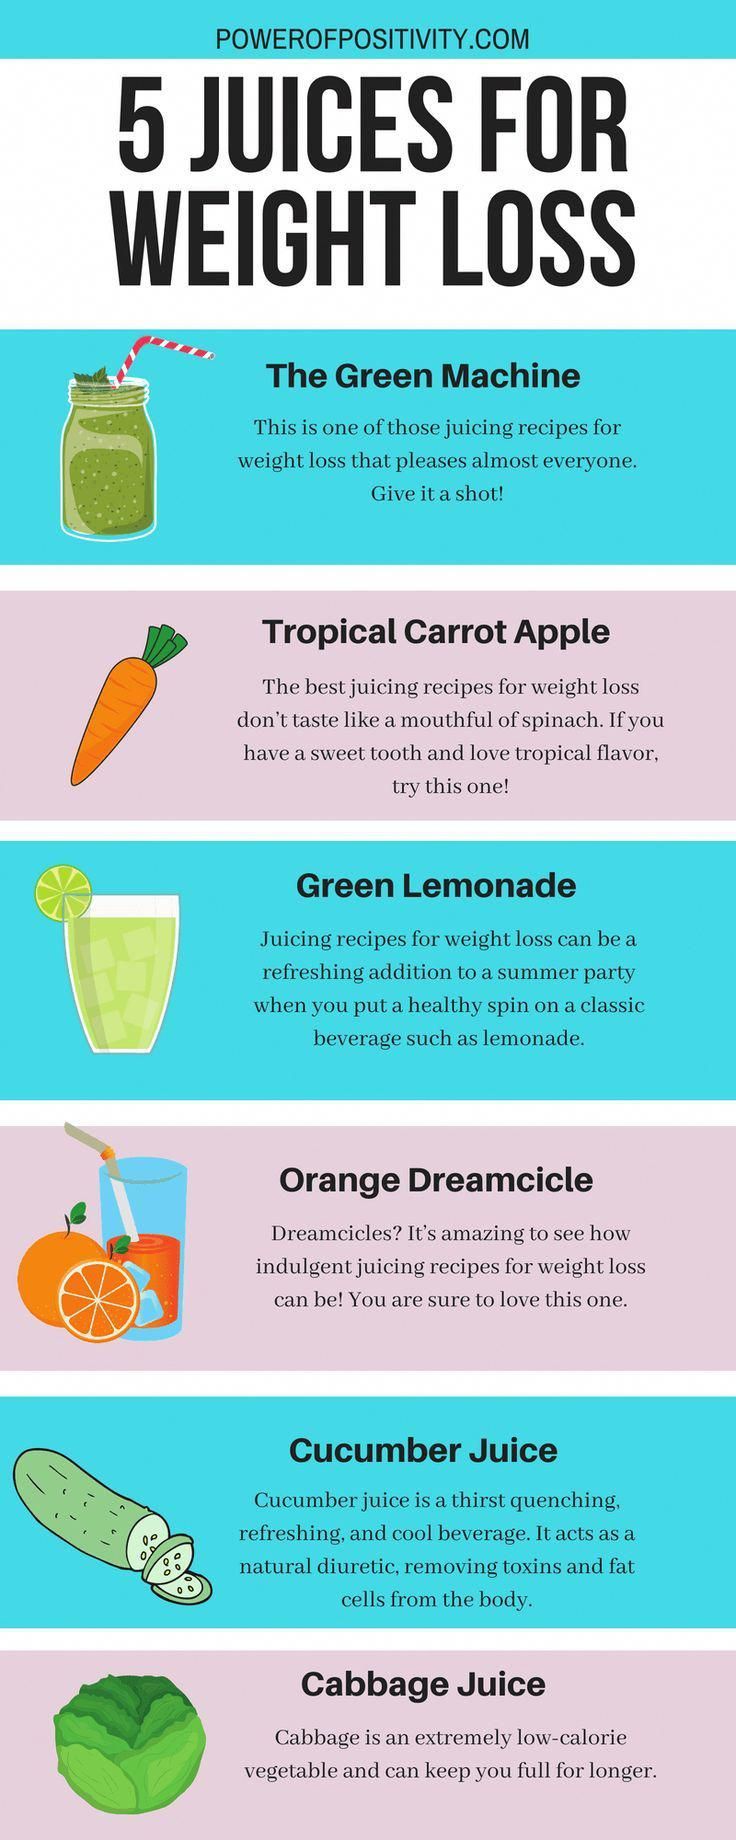 POWEROFPOSITIVITY.COM
5 JUICES FOR
WEIGHT LOSS
The Green Machine
This is one of those juicing recipes for
weight loss that pleases almost everyone.
Give it a shot!
Tropical Carrot Apple
The best juicing recipes for weight loss
don't taste like a mouthful of spinach. If you
have a sweet tooth and love tropical flavor,
try this one!
Green Lemonade
Juicing recipes for weight loss can be a
refreshing addition to a summer party
when you put a healthy spin on a classic
beverage such as lemonade.
Orange Dreamcicle
Dreamcicles? It's amazing to see how
indulgent juicing recipes for weight loss
can be! You are sure to love this one.
Cucumber Juice
Cucumber juice is a thirst quenching,
refreshing, and cool beverage. It acts as a
natural diuretic, removing toxins and fat
cells from the body.
Cabbage Juice
Cabbage is an extremely low-calorie
vegetable and can keep you full for longer.